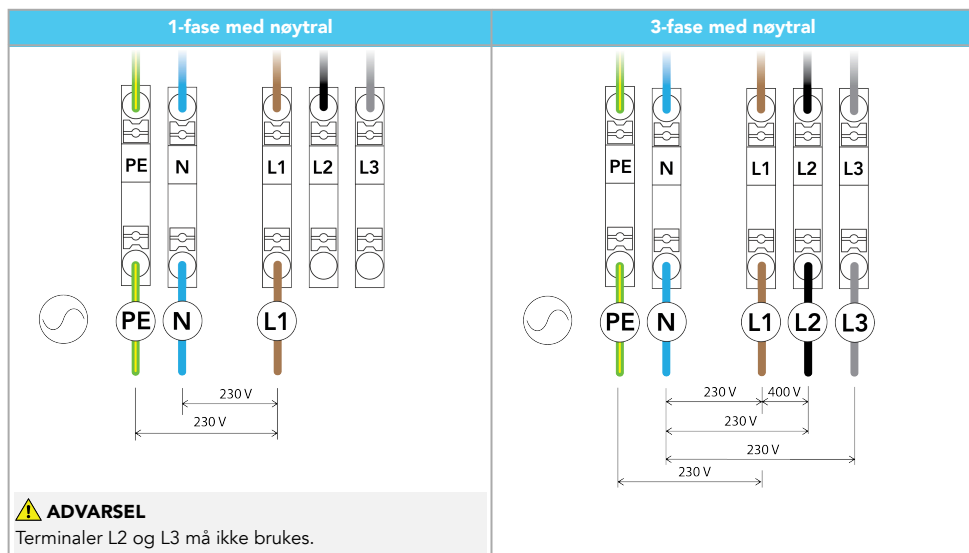 1-fase med nøytral
PE N L1 L2 L3
PE N L1
230 V
230 V
ADVARSEL
Terminaler L2 og L3 må ikke brukes.
3-fase med nøytral
PE N L1 L2 L3
PE N L1 L2 L3
230 V 400 V
230 V
230 V
230 V